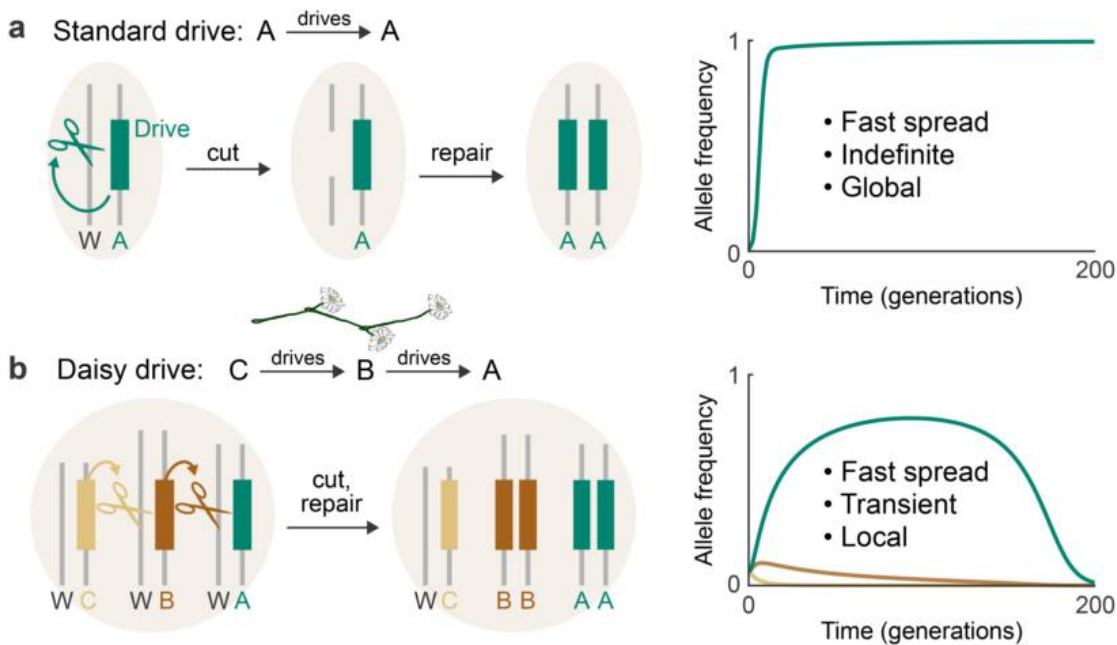 a Standard drive: A drives A
Drive
cut
repair
W A
A
A A
Allele frequency
1
0
• Fast spread
• Indefinite
• Global
0 200
Time (generations)
b Daisy drive: C drives B drives A
cut,
repair
W C W B W A
W C B B A A
Allele frequency
1
0
• Fast spread
• Transient
• Local
0 200
Time (generations)